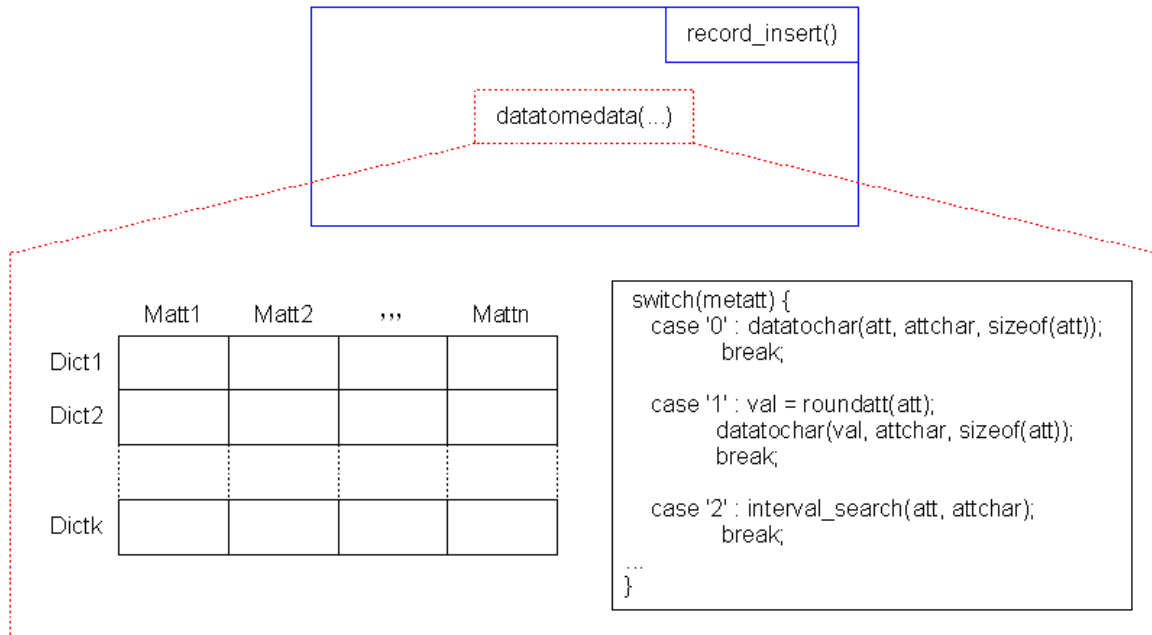 record_insert()
datatomedata(...)
Matt1 Matt2 ,,, Mattn
Dict1
Dict2
Dictk
switch(metatt) {
case '0' : datatochar(att, attchar, sizeof(att));
break;
case '1' : val = roundatt(att);
datatochar(val, attchar, sizeof(att));
break;
case '2' : interval_search(att, attchar);
break;
...
}